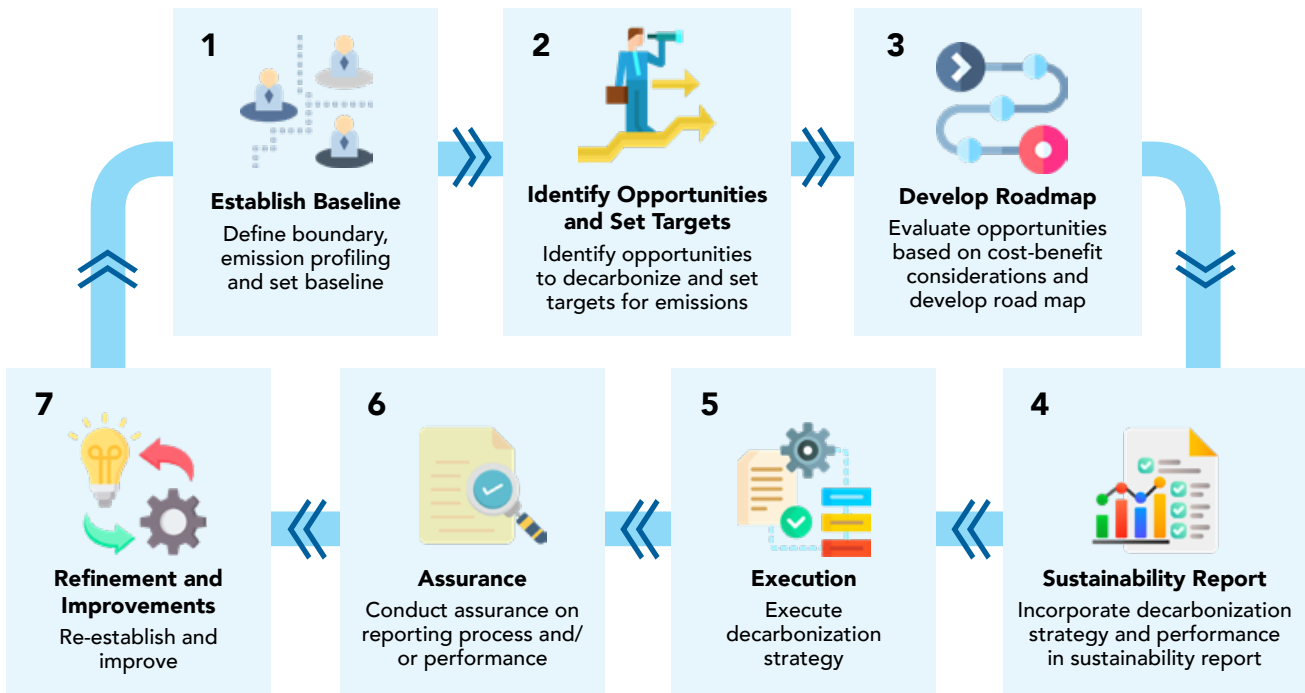 1
Establish Baseline
Define boundary,
emission profiling
and set baseline
2
Identify Opportunities
and Set Targets
Identify opportunities
to decarbonize and set
targets for emissions
3
Develop Roadmap
Evaluate opportunities
based on cost-benefit
considerations and
develop road map
4
Sustainability Report
Incorporate decarbonization
strategy and performance
in sustainability report
5
Execution
Execute
decarbonization
strategy
6
Assurance
Conduct assurance on
reporting process and/
or performance
7
Refinement and
Improvements
Re-establish and
improve